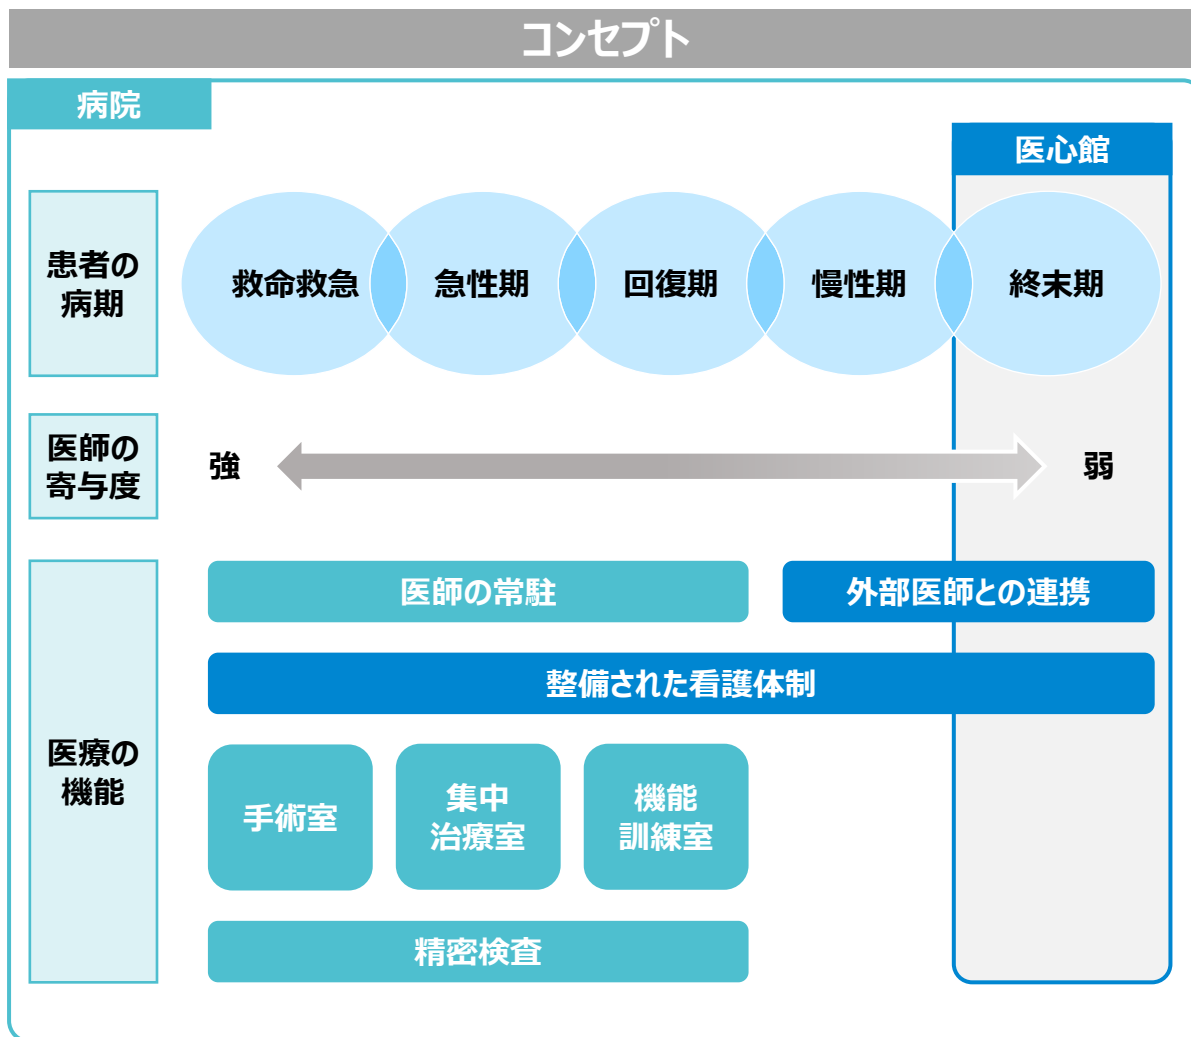 コンセプト
病院
医心館
患者の
病期
救命救急
急性期
回復期
慢性期
終末期
医師の
寄与度
強
弱
医療の
機能
医師の常駐
外部医師との連携
整備された看護体制
手術室
集中
治療室
機能
訓練室
精密検査